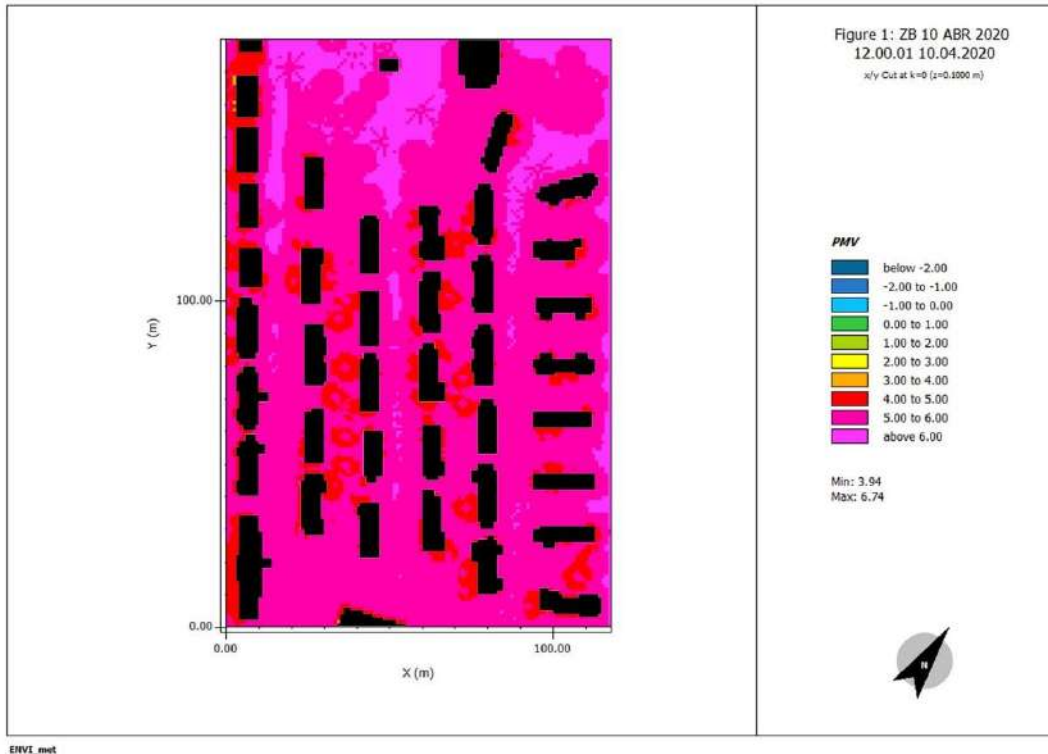 Figure 1: ZB 10 ABR 2020
12.00.01 10.04.2020
x/y Cut at k=0 (z=0.1000 m)
100.00
Y (m)
0.00
0.00
100.00
X (m)
PMV
below -2.00
-2.00 to -1.00
-1.00 to 0.00
0.00 to 1.00
1.00 to 2.00
2.00 to 3.00
3.00 to 4.00
4.00 to 5.00
5.00 to 6.00
above 6.00
Min: 3.94
Max: 6.74
N
ENVI_met